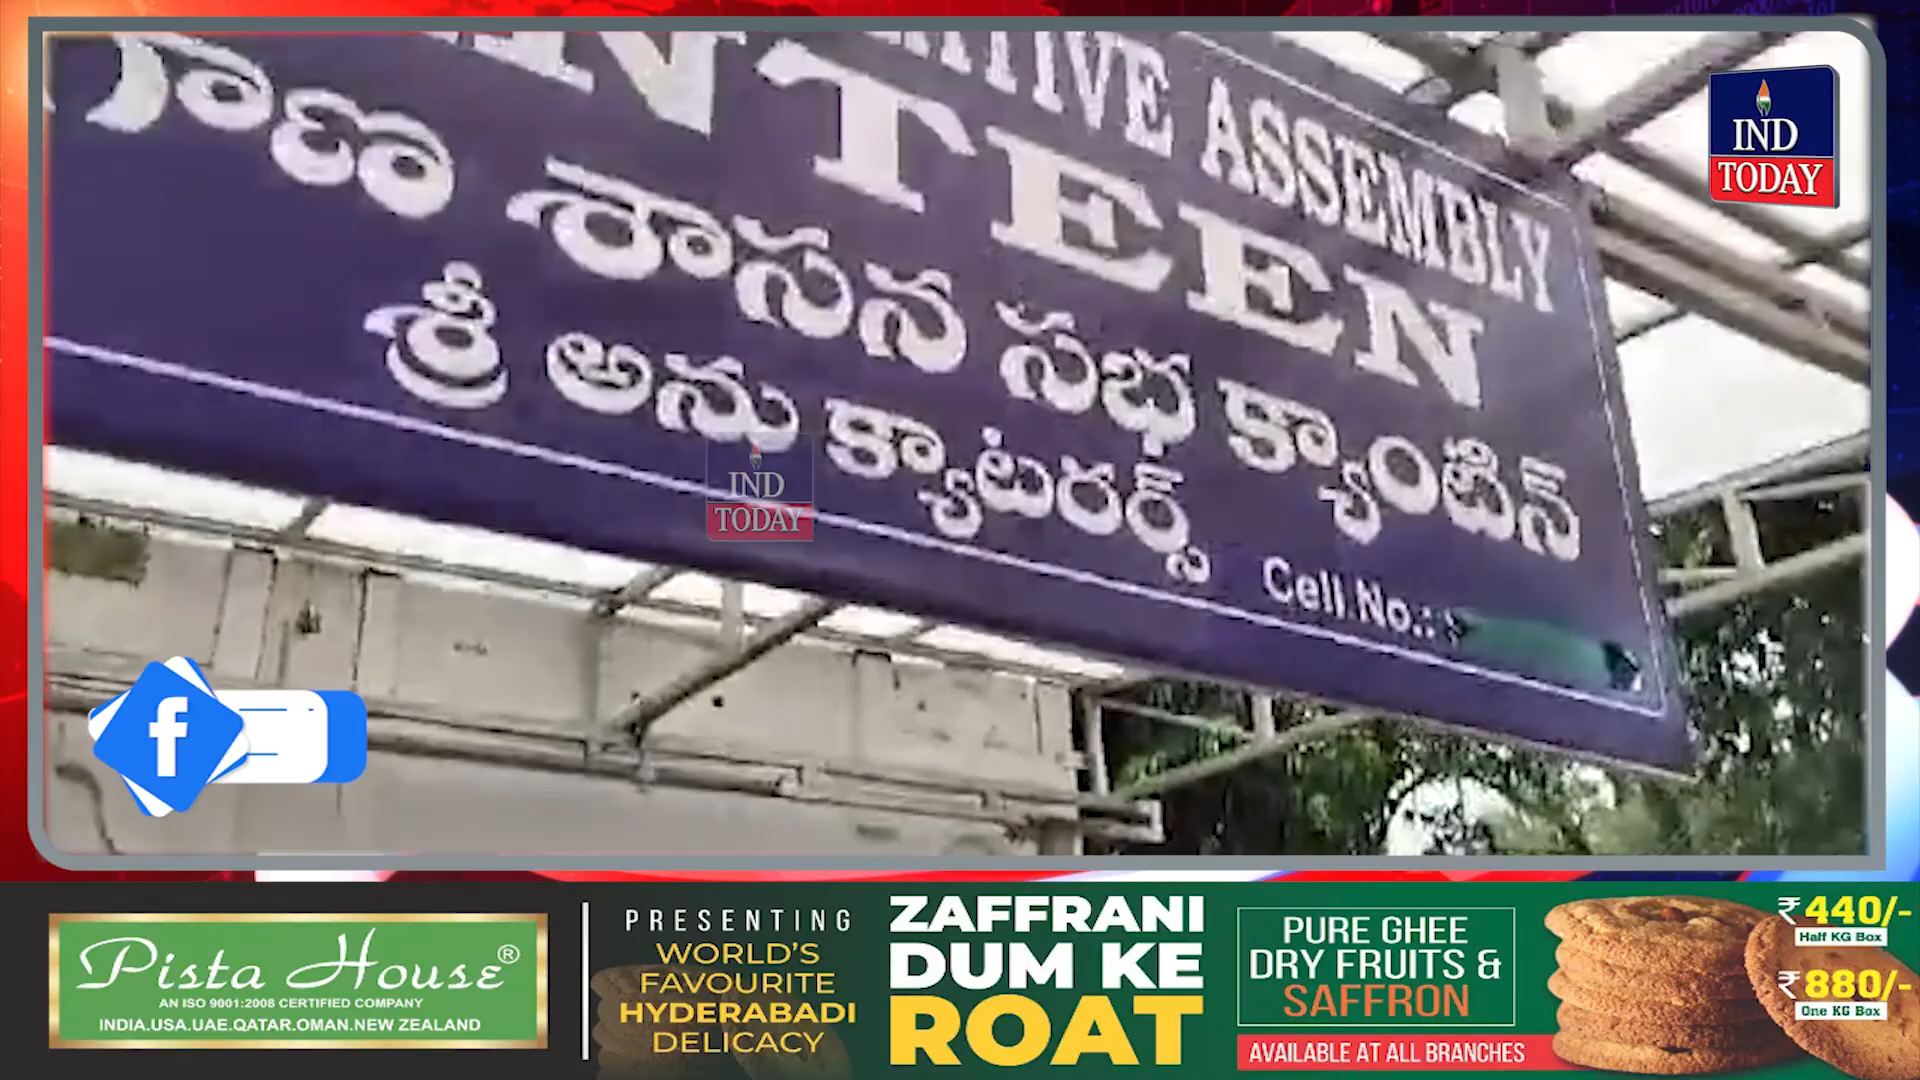 ASSEMBLY
శాసన సభ క్యాంటీన్
శ్రీ అను క్యాటరర్స్
Cell No.:
IND
TODAY
IND
TODAY
f
Pista House®
AN ISO 9001:2008 CERTIFIED COMPANY
INDIA.USA.UAE.QATAR.OMAN.NEW ZEALAND
PRESENTING
WORLD'S
FAVOURITE
HYDERABADI
DELICACY
ZAFFRANI
DUM KE
ROAT
PURE GHEE
DRY FRUITS &
SAFFRON
AVAILABLE AT ALL BRANCHES
₹440/-
Half KG Box
₹880/-
One KG Box